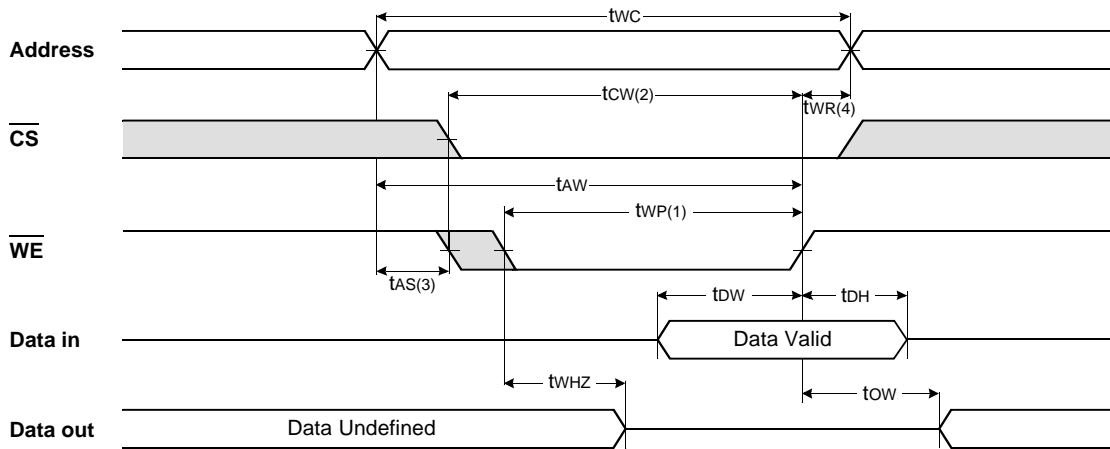 tWC
Address
tCW(2)
tWR(4)
CS
tAW
tWP(1)
WE
tAS(3)
tDW
tDH
Data in
Data Valid
tWHZ
tOW
Data out
Data Undefined